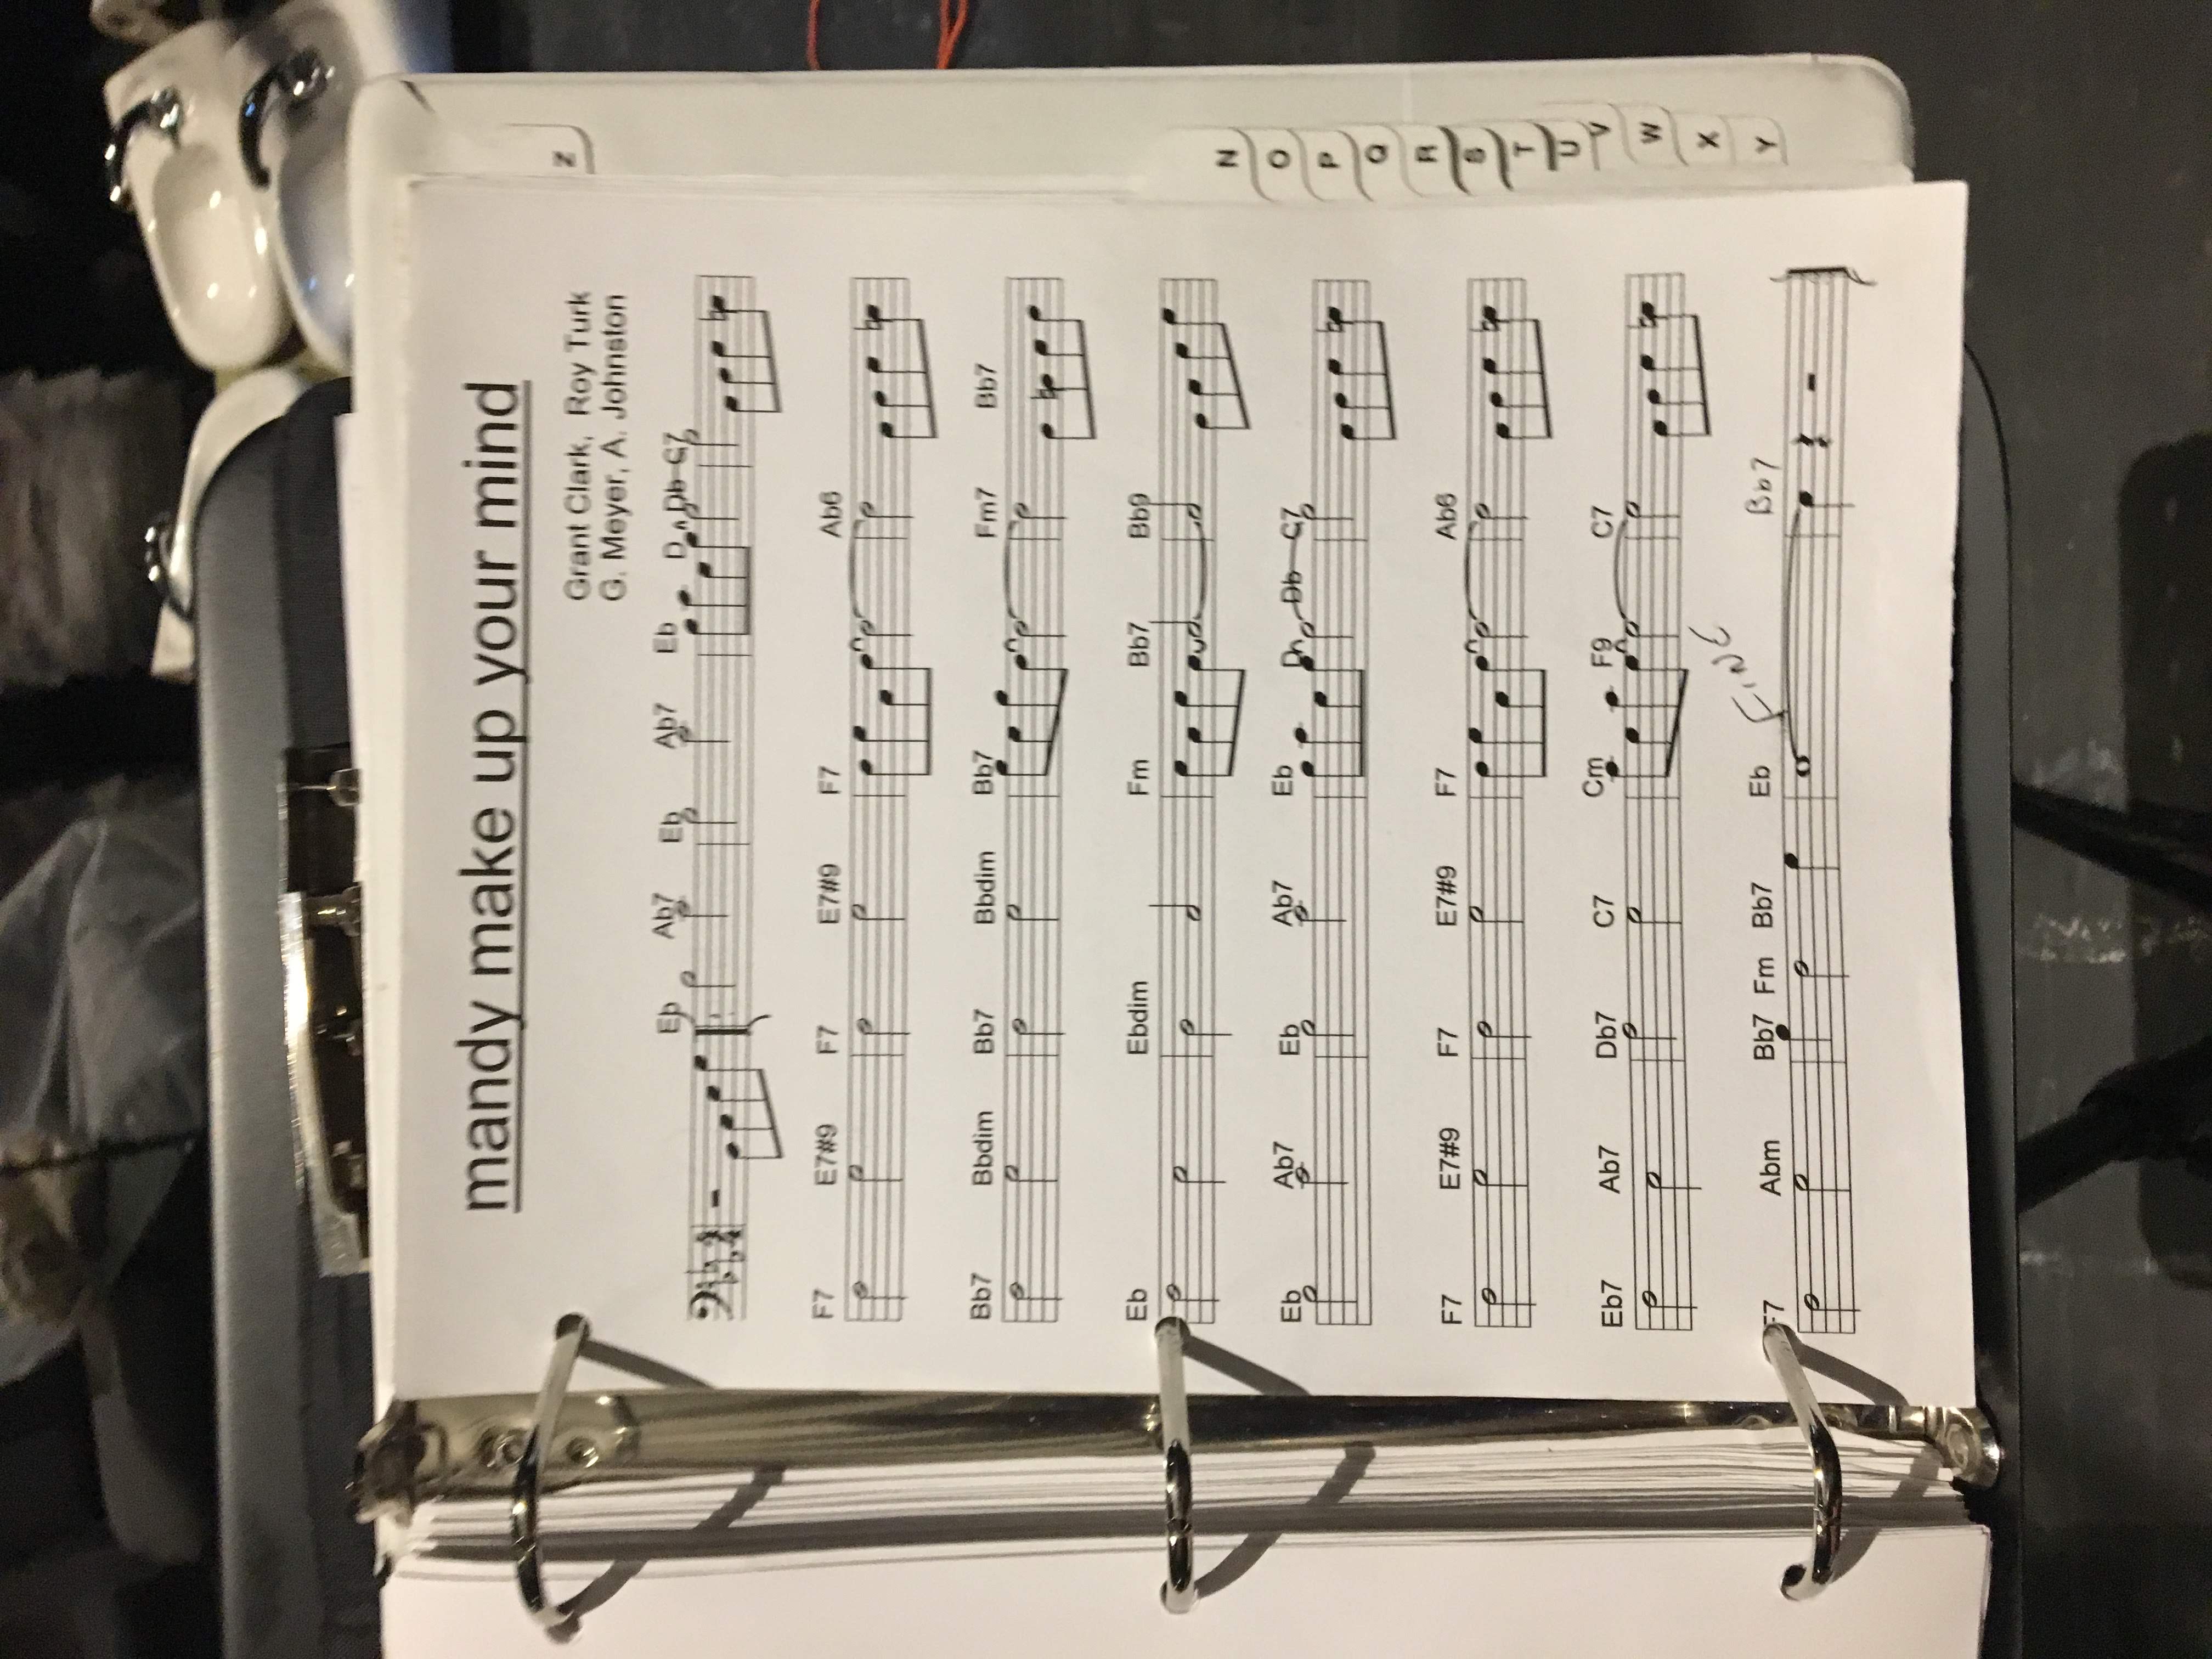 mandy make up your mind
Grant Clark, Roy Turk
G. Meyer, A. Johnston
Eb Ab7 Eb Ab7 Eb D Db C7
F7 E7#9 F7 E7#9 F7 Ab6
Bb7 Bbdim Bb7 Bbdim Bb7 Fm7 Bb7
Eb Ebdim Fm Bb7 Bb9
Eb Ab7 Eb Ab7 Eb D Db C7
F7 E7#9 F7 E7#9 F7 Ab6
Eb7 Ab7 Db7 C7 Cm F9 C7
FINE
F7 Abm Bb7 Fm Bb7 Eb Bb7
Z
N
O
P
Q
R
S
T
U
V
W
X
Y